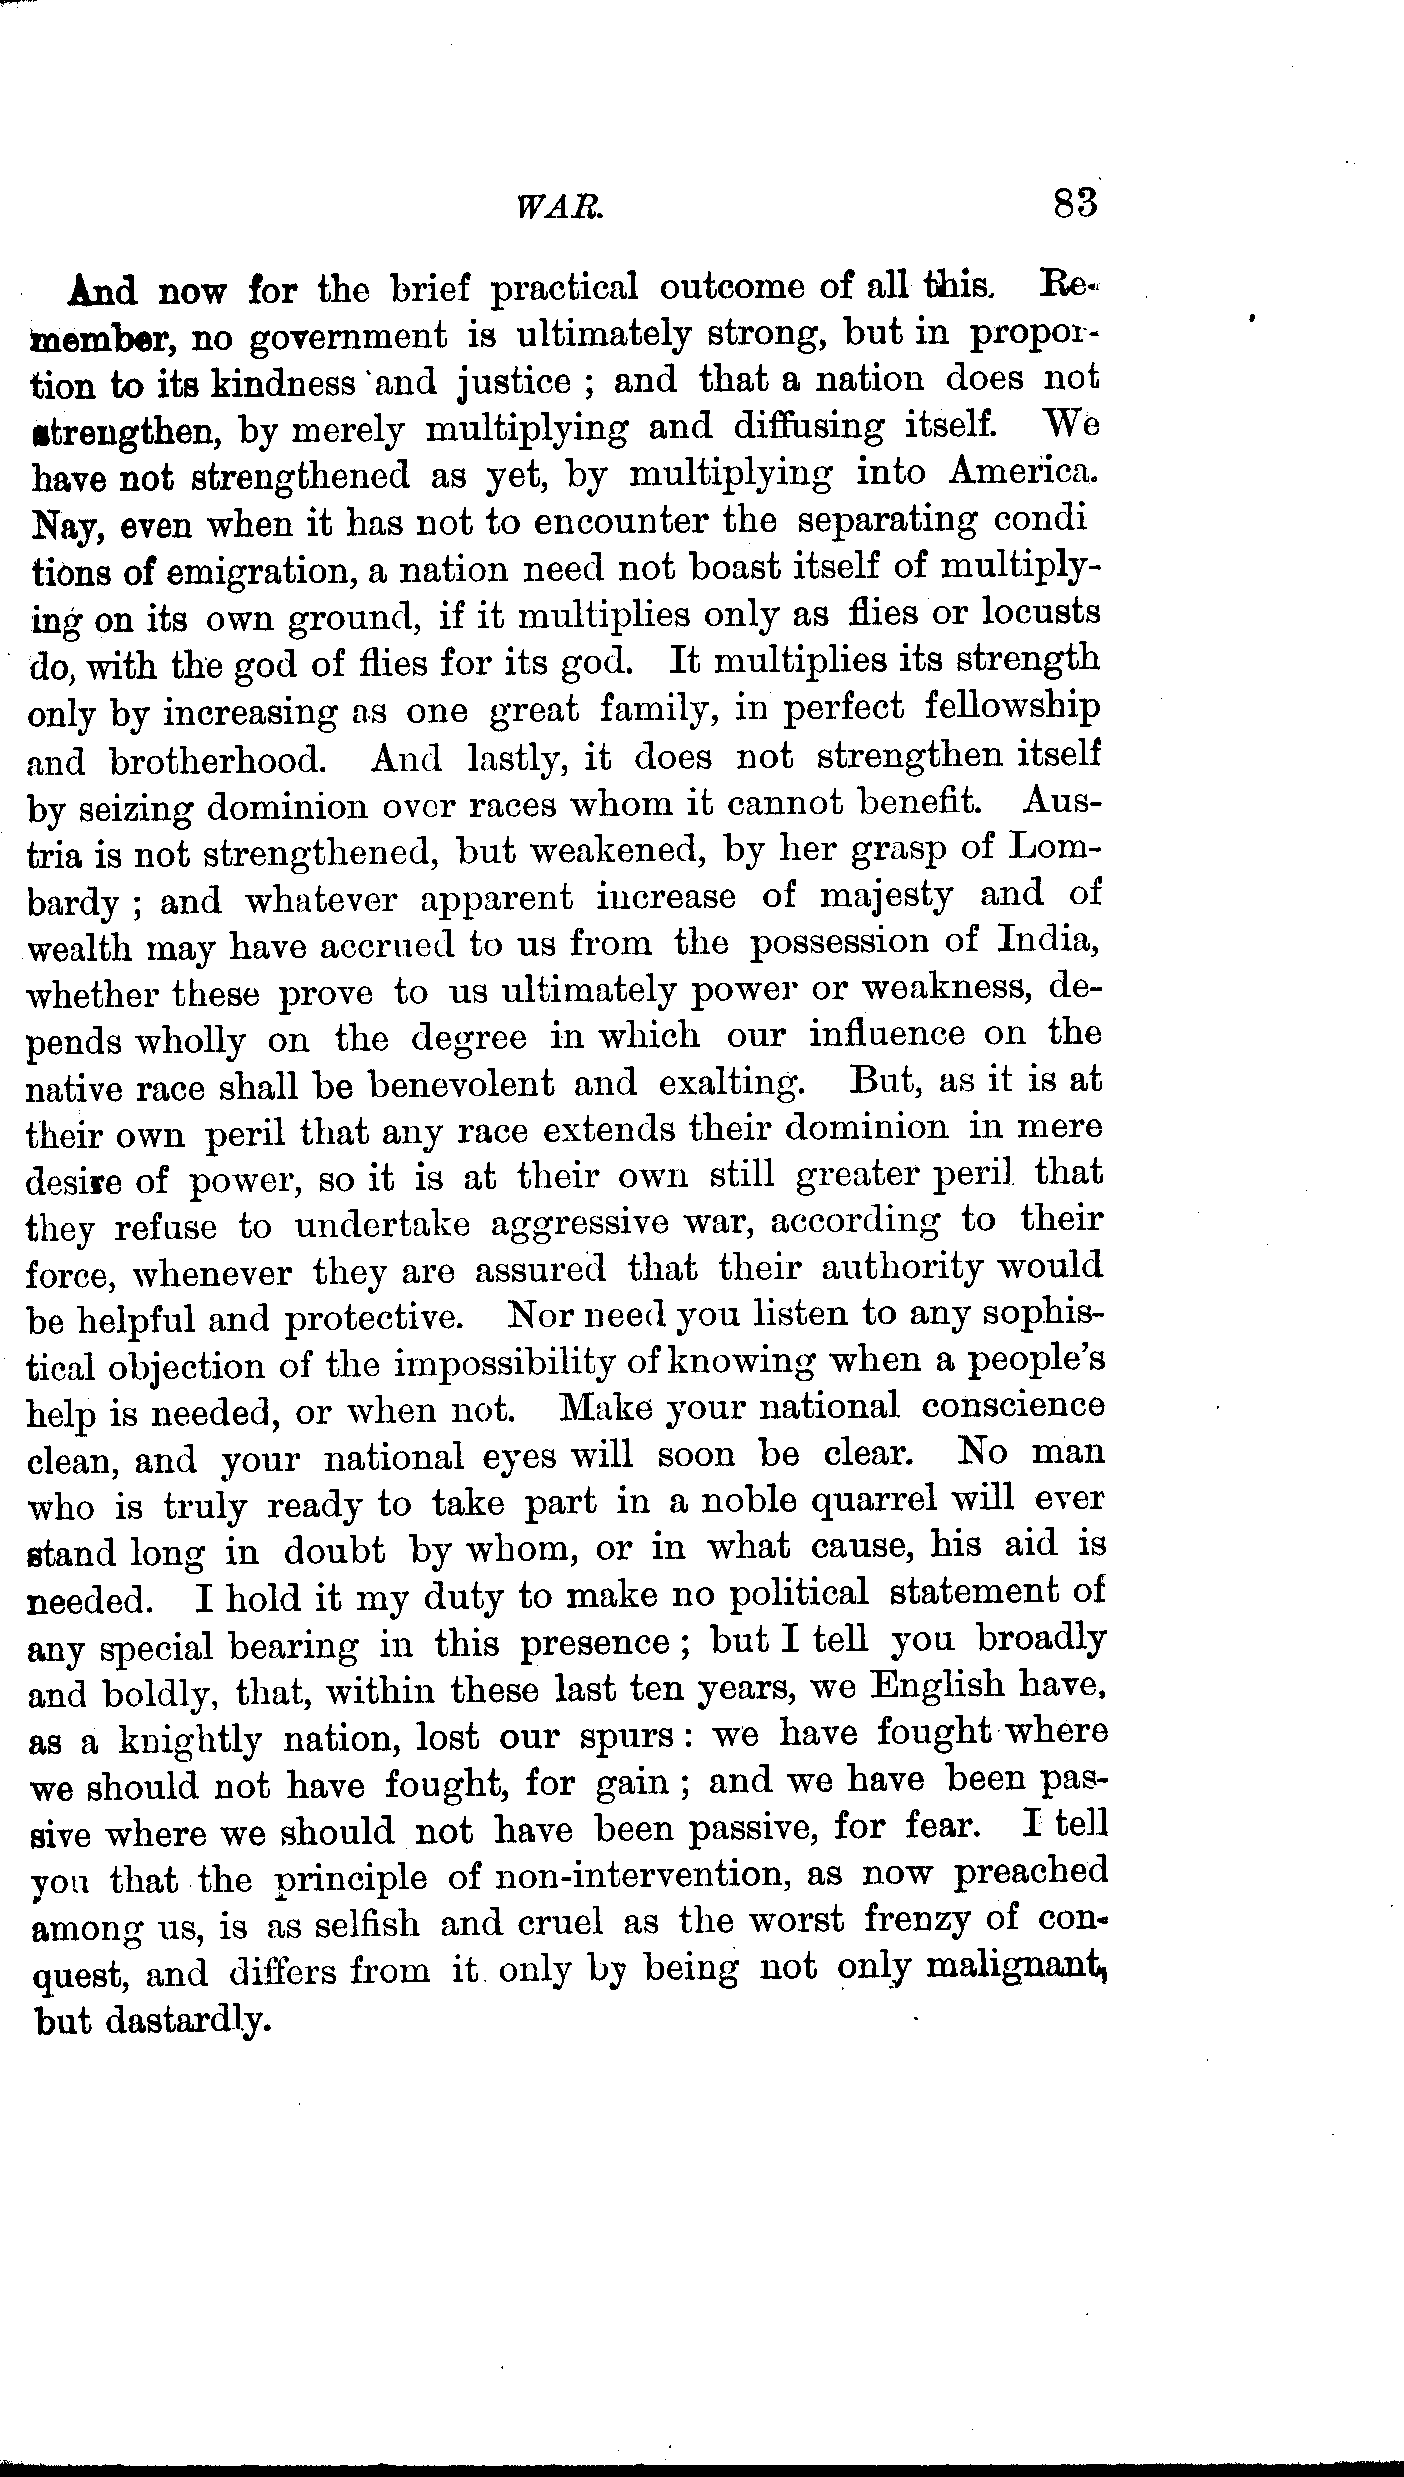 WAR. 83
And now for the brief practical outcome of all this. Re-
member, no government is ultimately strong, but in propor-
tion to its kindness and justice ; and that a nation does not
strengthen, by merely multiplying and diffusing itself. We
have not strengthened as yet, by multiplying into America.
Nay, even when it has not to encounter the separating condi
tions of emigration, a nation need not boast itself of multiply-
ing on its own ground, if it multiplies only as flies or locusts
do, with the god of flies for its god. It multiplies its strength
only by increasing as one great family, in perfect fellowship
and brotherhood. And lastly, it does not strengthen itself
by seizing dominion over races whom it cannot benefit. Aus-
tria is not strengthened, but weakened, by her grasp of Lom-
bardy ; and whatever apparent increase of majesty and of
wealth may have accrued to us from the possession of India,
whether these prove to us ultimately power or weakness, de-
pends wholly on the degree in which our influence on the
native race shall be benevolent and exalting. But, as it is at
their own peril that any race extends their dominion in mere
desire of power, so it is at their own still greater peril that
they refuse to undertake aggressive war, according to their
force, whenever they are assured that their authority would
be helpful and protective. Nor need you listen to any sophis-
tical objection of the impossibility of knowing when a people's
help is needed, or when not. Make your national conscience
clean, and your national eyes will soon be clear. No man
who is truly ready to take part in a noble quarrel will ever
stand long in doubt by whom, or in what cause, his aid is
needed. I hold it my duty to make no political statement of
any special bearing in this presence ; but I tell you broadly
and boldly, that, within these last ten years, we English have,
as a knightly nation, lost our spurs : we have fought where
we should not have fought, for gain ; and we have been pas-
sive where we should not have been passive, for fear. I tell
you that the principle of non-intervention, as now preached
among us, is as selfish and cruel as the worst frenzy of con-
quest, and differs from it only by being not only malignant,
but dastardly.